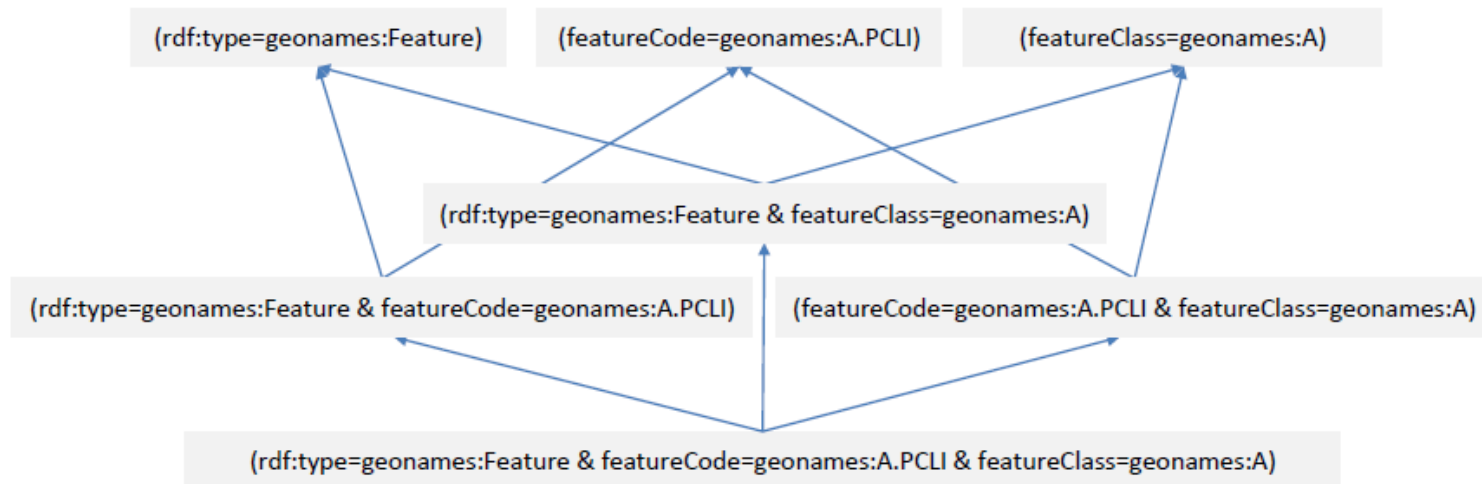 (rdf:type=geonames:Feature)
(featureCode=geonames:A.PCLI)
(featureClass=geonames:A)
(rdf:type=geonames:Feature & featureClass=geonames:A)
(rdf:type=geonames:Feature & featureCode=geonames:A.PCLI)
(featureCode=geonames:A.PCLI & featureClass=geonames:A)
(rdf:type=geonames:Feature & featureCode=geonames:A.PCLI & featureClass=geonames:A)